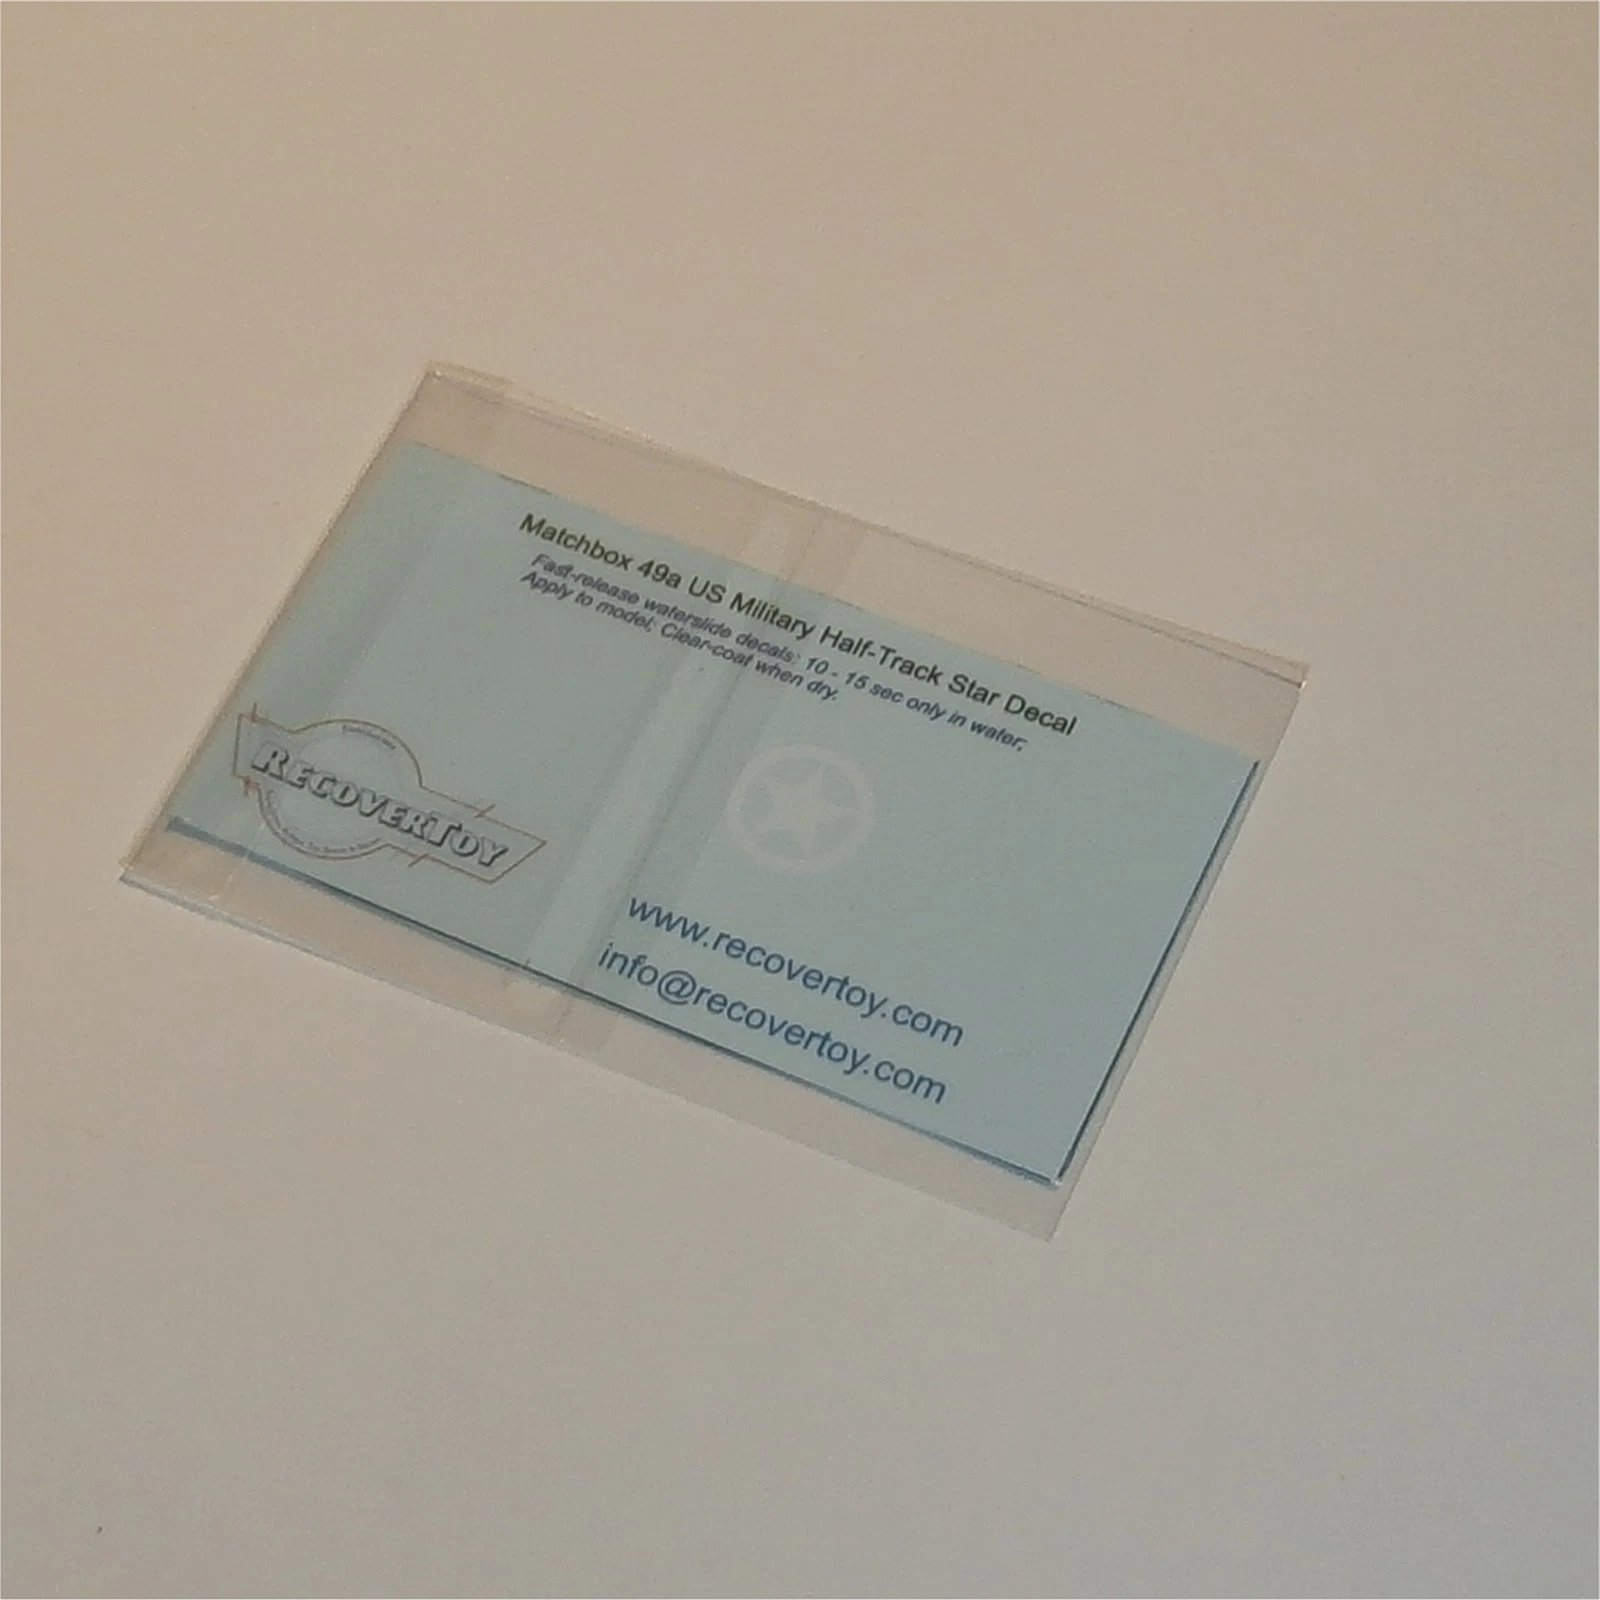 Matchbox 49a US Military Half-Track Star Decal
Fast-release waterslide decals: 10 - 15 sec only in water;
Apply to model; Clear-coat when dry.
RECOVERTOY
www.recovertoy.com
info@recovertoy.com